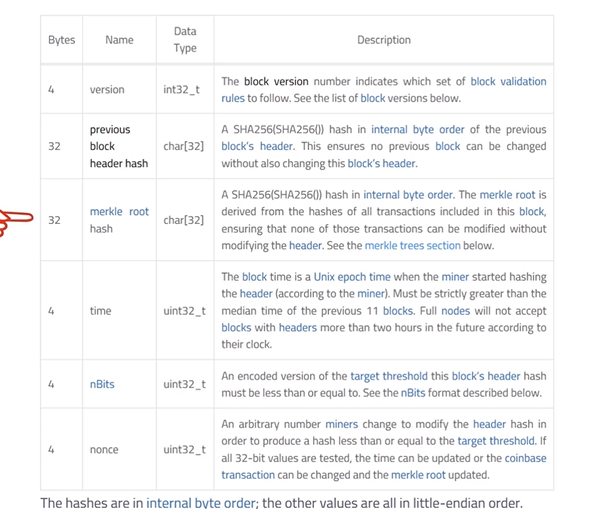 Bytes Name Data Type Description
4 version int32_t The block version number indicates which set of block validation
rules to follow. See the list of block versions below.
32 previous block header hash char[32] A SHA256(SHA256()) hash in internal byte order of the previous
block's header. This ensures no previous block can be changed
without also changing this block's header.
32 merkle root hash char[32] A SHA256(SHA256()) hash in internal byte order. The merkle root is
derived from the hashes of all transactions included in this block,
ensuring that none of those transactions can be modified without
modifying the header. See the merkle trees section below.
4 time uint32_t The block time is a Unix epoch time when the miner started hashing
the header (according to the miner). Must be strictly greater than the
median time of the previous 11 blocks. Full nodes will not accept
blocks with headers more than two hours in the future according to
their clock.
4 nBits uint32_t An encoded version of the target threshold this block's header hash
must be less than or equal to. See the nBits format described below.
4 nonce uint32_t An arbitrary number miners change to modify the header hash in
order to produce a hash less than or equal to the target threshold. If
all 32-bit values are tested, the time can be updated or the coinbase
transaction can be changed and the merkle root updated.
The hashes are in internal byte order; the other values are all in little-endian order.